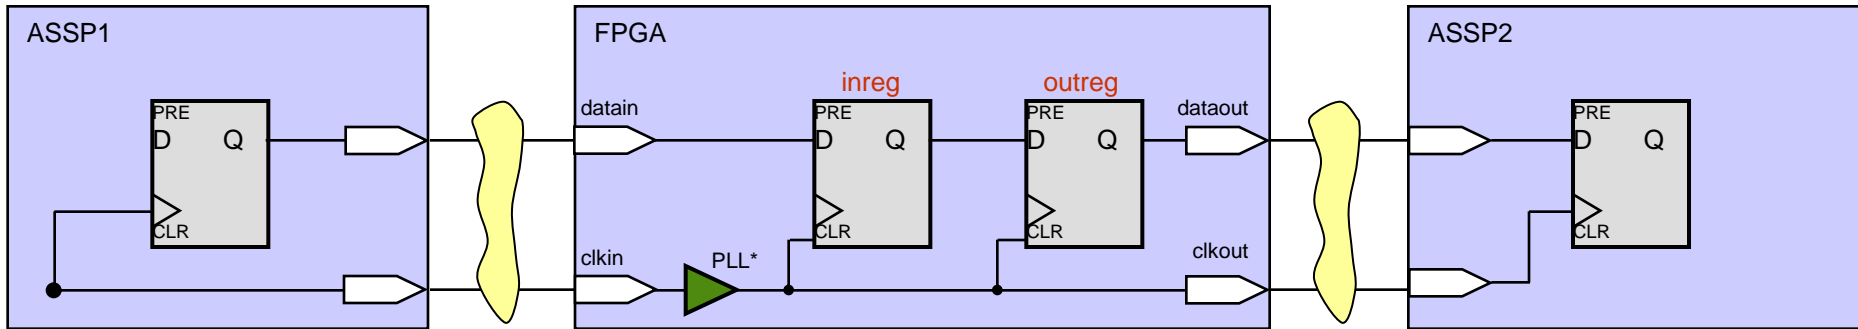 ASSP1
PRE
D Q
CLR
FPGA
datain
clkin
PLL*
inreg
PRE
D Q
CLR
outreg
PRE
D Q
CLR
dataout
clkout
ASSP2
PRE
D Q
CLR